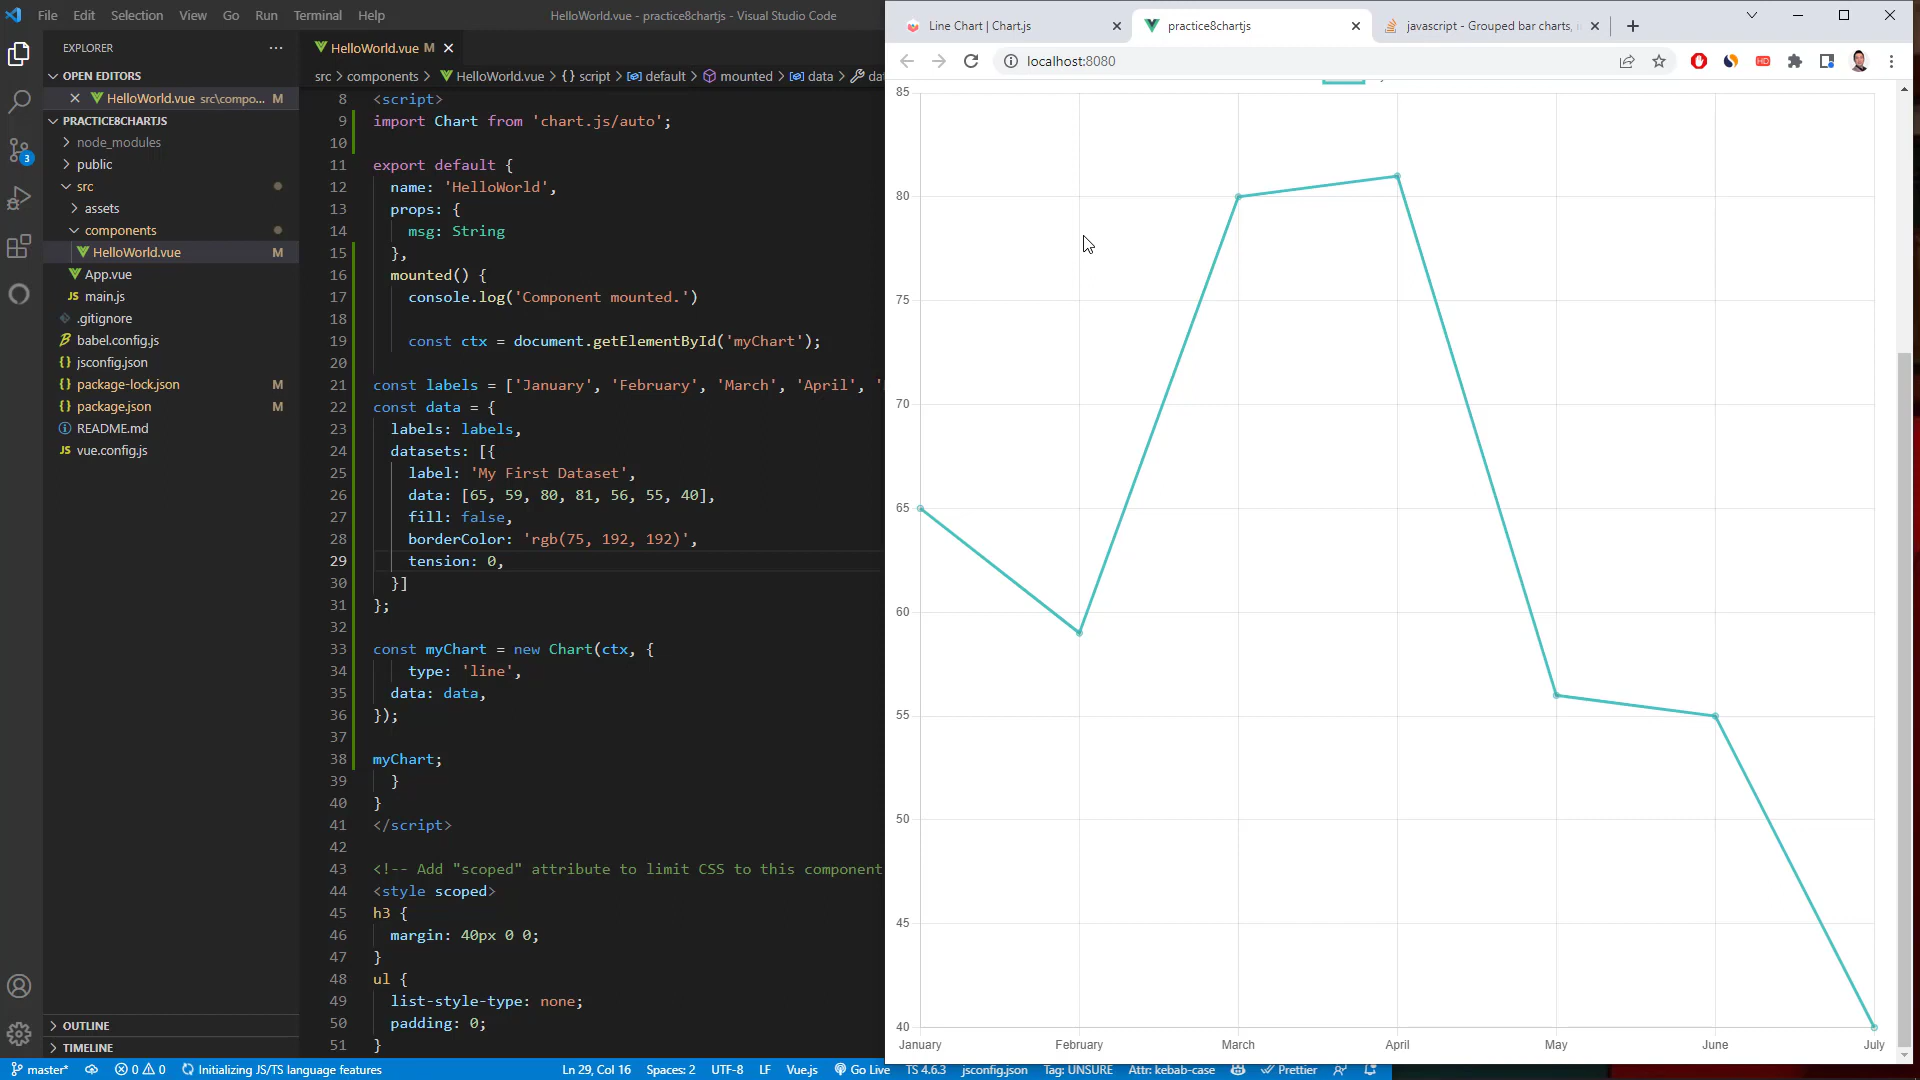 File Edit Selection View Go Run Terminal Help
HelloWorld.vue - practice8chartjs - Visual Studio Code
EXPLORER
OPEN EDITORS
HelloWorld.vue src\compo... M
PRACTICE8CHARTJS
node_modules
public
src
assets
components
HelloWorld.vue M
App.vue
JS main.js
.gitignore
babel.config.js
{} jsconfig.json
{} package-lock.json M
{} package.json M
README.md
JS vue.config.js
OUTLINE
TIMELINE
3
HelloWorld.vue M
src > components > HelloWorld.vue > {} script > default > mounted > data > da
8 <script>
9 import Chart from 'chart.js/auto';
10
11 export default {
12 name: 'HelloWorld',
13 props: {
14 msg: String
15 },
16 mounted() {
17 console.log('Component mounted.')
18
19 const ctx = document.getElementById('myChart');
20
21 const labels = ['January', 'February', 'March', 'April', '
22 const data = {
23 labels: labels,
24 datasets: [{
25 label: 'My First Dataset',
26 data: [65, 59, 80, 81, 56, 55, 40],
27 fill: false,
28 borderColor: 'rgb(75, 192, 192)',
29 tension: 0,
30 }]
31 };
32
33 const myChart = new Chart(ctx, {
34 type: 'line',
35 data: data,
36 });
37
38 myChart;
39 }
40 }
41 </script>
42
43 <!-- Add "scoped" attribute to limit CSS to this component
44 <style scoped>
45 h3 {
46 margin: 40px 0 0;
47 }
48 ul {
49 list-style-type: none;
50 padding: 0;
51 }
master* 0 0 Initializing JS/TS language features
Ln 29, Col 16 Spaces: 2 UTF-8 LF Vue.js Go Live TS 4.6.3 jsconfig.json Tag: UNSURE Attr: kebab-case Prettier
Line Chart | Chart.js
practice8chartjs
javascript - Grouped bar charts,
localhost:8080
HD
85
80
75
70
65
60
55
50
45
40
January February March April May June July